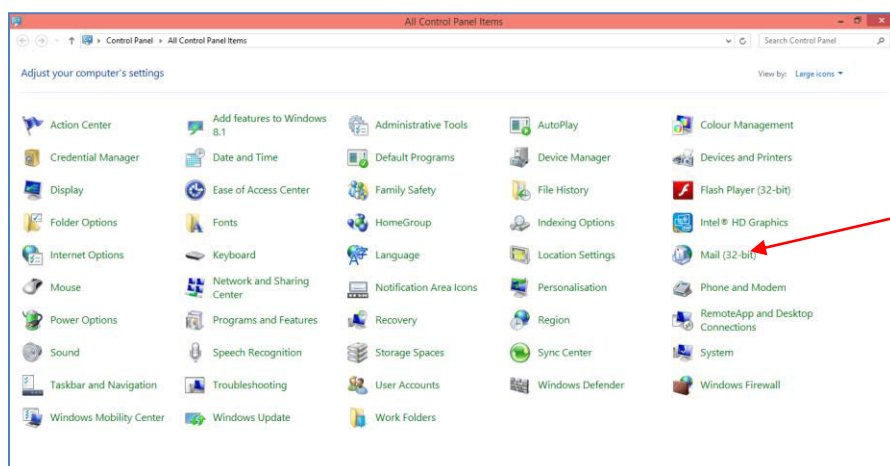 All Control Panel Items
Control Panel All Control Panel Items
Search Control Panel
Adjust your computer's settings
View by: Large icons
Action Center
Add features to Windows
8.1
Administrative Tools
AutoPlay
Colour Management
Credential Manager
Date and Time
Default Programs
Device Manager
Devices and Printers
Display
Ease of Access Center
Family Safety
File History
Flash Player (32-bit)
Folder Options
Fonts
HomeGroup
Indexing Options
Intel® HD Graphics
Internet Options
Keyboard
Language
Location Settings
Mail (32-bit)
Mouse
Network and Sharing
Center
Notification Area Icons
Personalisation
Phone and Modem
Power Options
Programs and Features
Recovery
Region
RemoteApp and Desktop
Connections
Sound
Speech Recognition
Storage Spaces
Sync Center
System
Taskbar and Navigation
Troubleshooting
User Accounts
Windows Defender
Windows Firewall
Windows Mobility Center
Windows Update
Work Folders